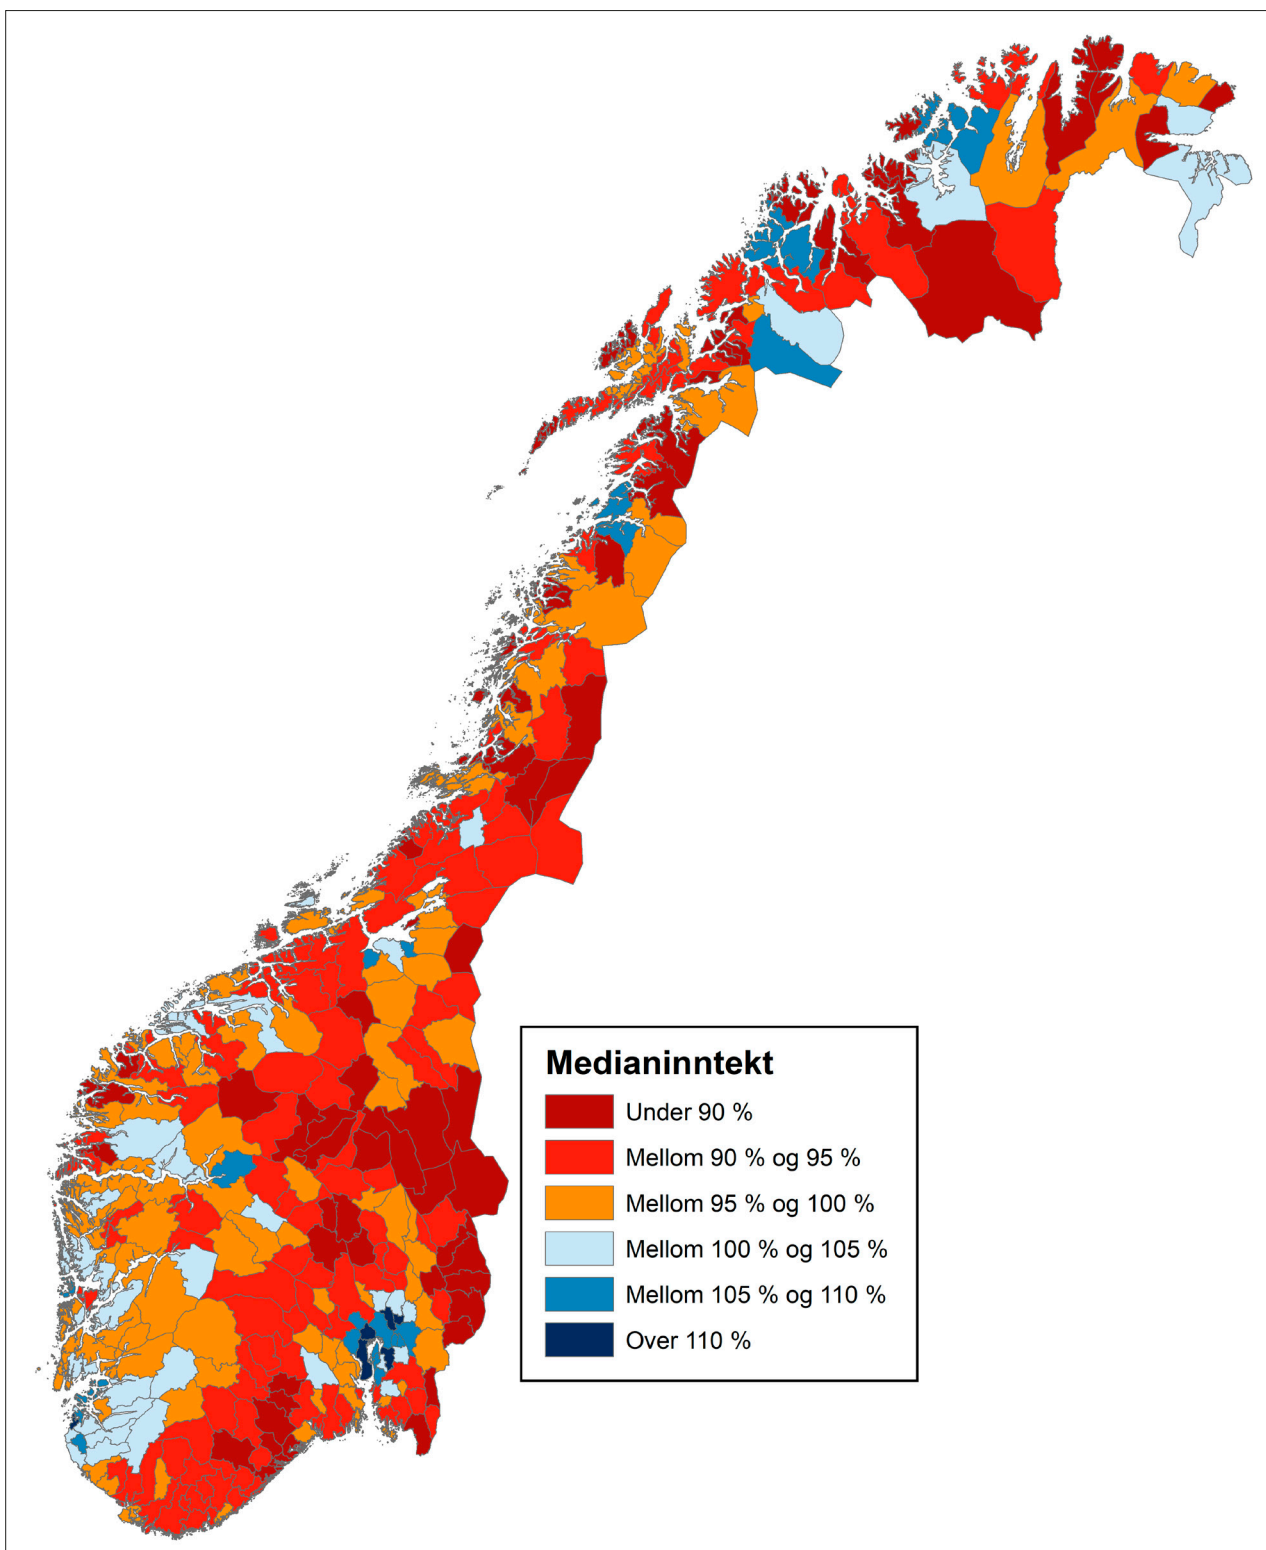 Medianinntekt
Under 90 %
Mellom 90 % og 95 %
Mellom 95 % og 100 %
Mellom 100 % og 105 %
Mellom 105 % og 110 %
Over 110 %